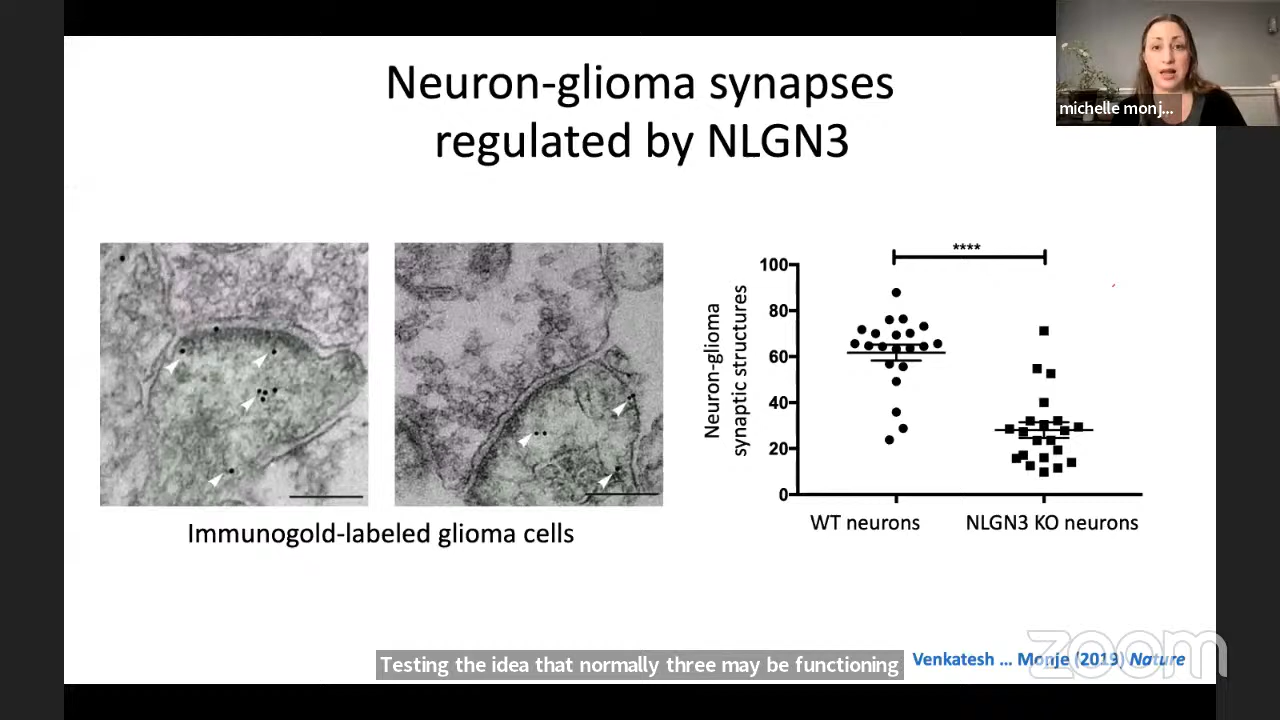 Neuron-glioma synapses
regulated by NLGN3
michelle monj...
Immunogold-labeled glioma cells
Neuron-glioma
synaptic structures
****
100
80
60
40
20
0
WT neurons
NLGN3 KO neurons
Testing the idea that normally three may be functioning
Venkatesh ... Monje (2019) Nature
zoom